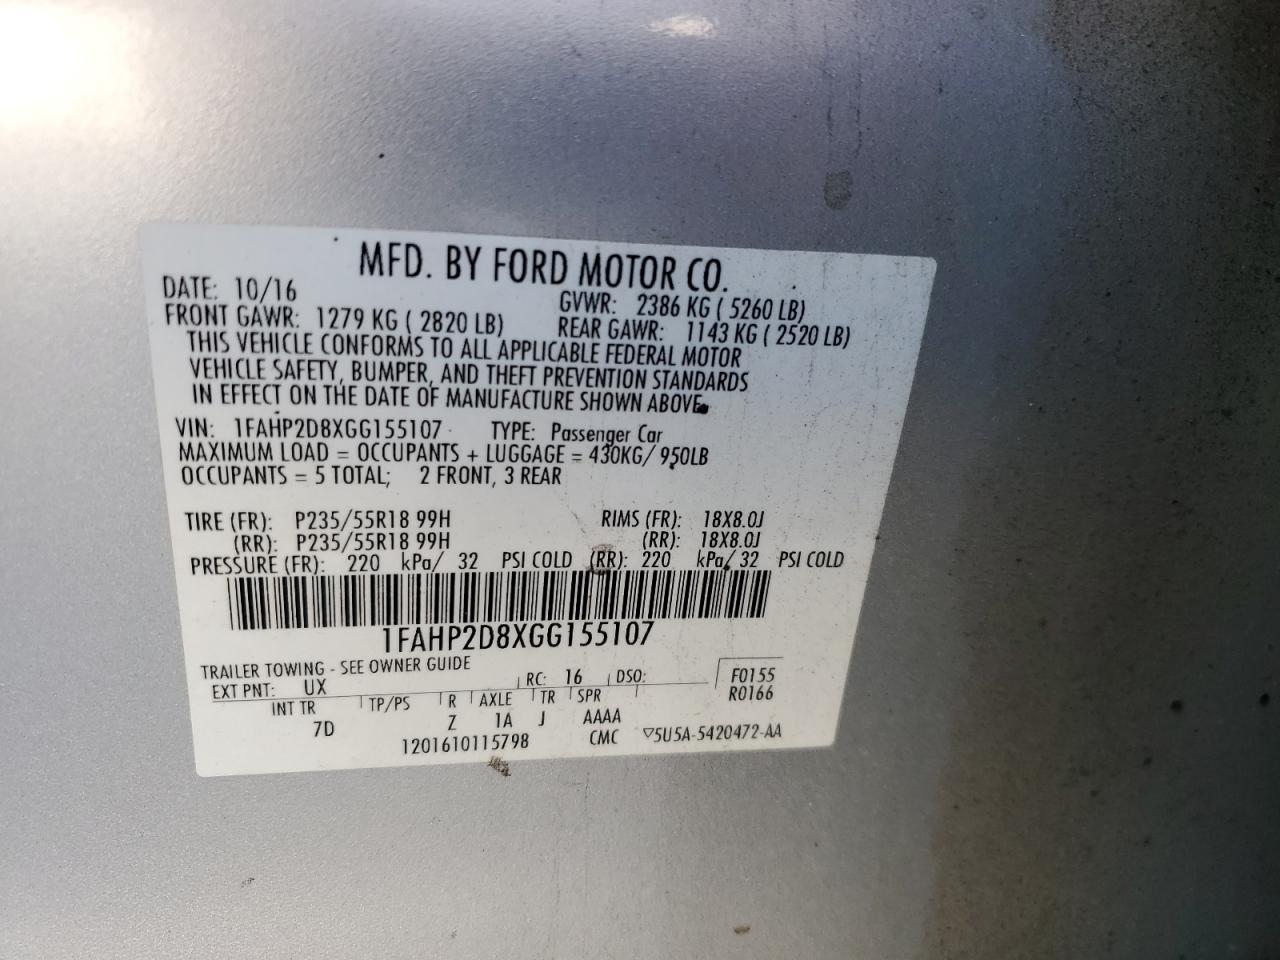 MFD. BY FORD MOTOR CO.
DATE: 10/16 GVWR: 2386 KG ( 5260 LB)
FRONT GAWR: 1279 KG ( 2820 LB) REAR GAWR: 1143 KG ( 2520 LB)
THIS VEHICLE CONFORMS TO ALL APPLICABLE FEDERAL MOTOR
VEHICLE SAFETY, BUMPER, AND THEFT PREVENTION STANDARDS
IN EFFECT ON THE DATE OF MANUFACTURE SHOWN ABOVE.
VIN: 1FAHP2D8XGG155107 TYPE: Passenger Car
MAXIMUM LOAD = OCCUPANTS + LUGGAGE = 430KG/ 950LB
OCCUPANTS = 5 TOTAL; 2 FRONT, 3 REAR
TIRE (FR): P235/55R18 99H RIMS (FR): 18X8.0J
(RR): P235/55R18 99H (RR): 18X8.0J
PRESSURE (FR): 220 kPa/ 32 PSI COLD (RR): 220 kPa/ 32 PSI COLD
1FAHP2D8XGG155107
TRAILER TOWING - SEE OWNER GUIDE
EXT PNT: UX RC: 16 DSO: F0155
INT TR TP/PS R AXLE TR SPR R0166
7D Z 1A J AAAA
1201610115798 CMC ▽5U5A-5420472-AA